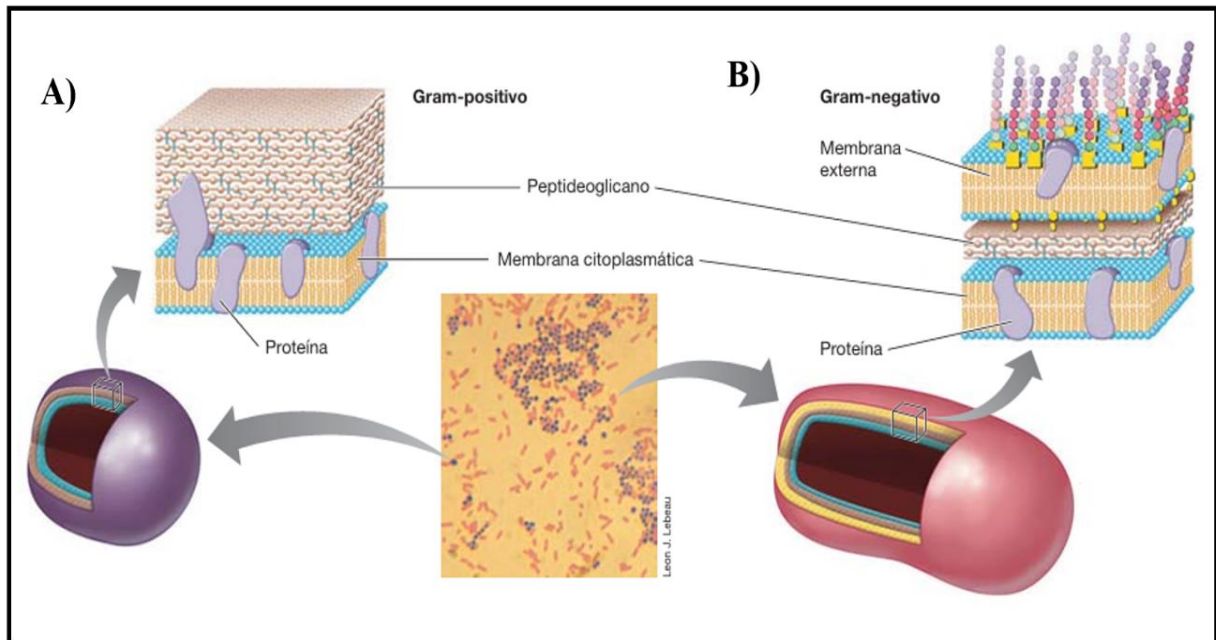 A)
Gram-positivo
B)
Gram-negativo
Membrana
externa
Peptideoglicano
Membrana citoplasmática
Proteína
Proteína
Leon J. Lebeau